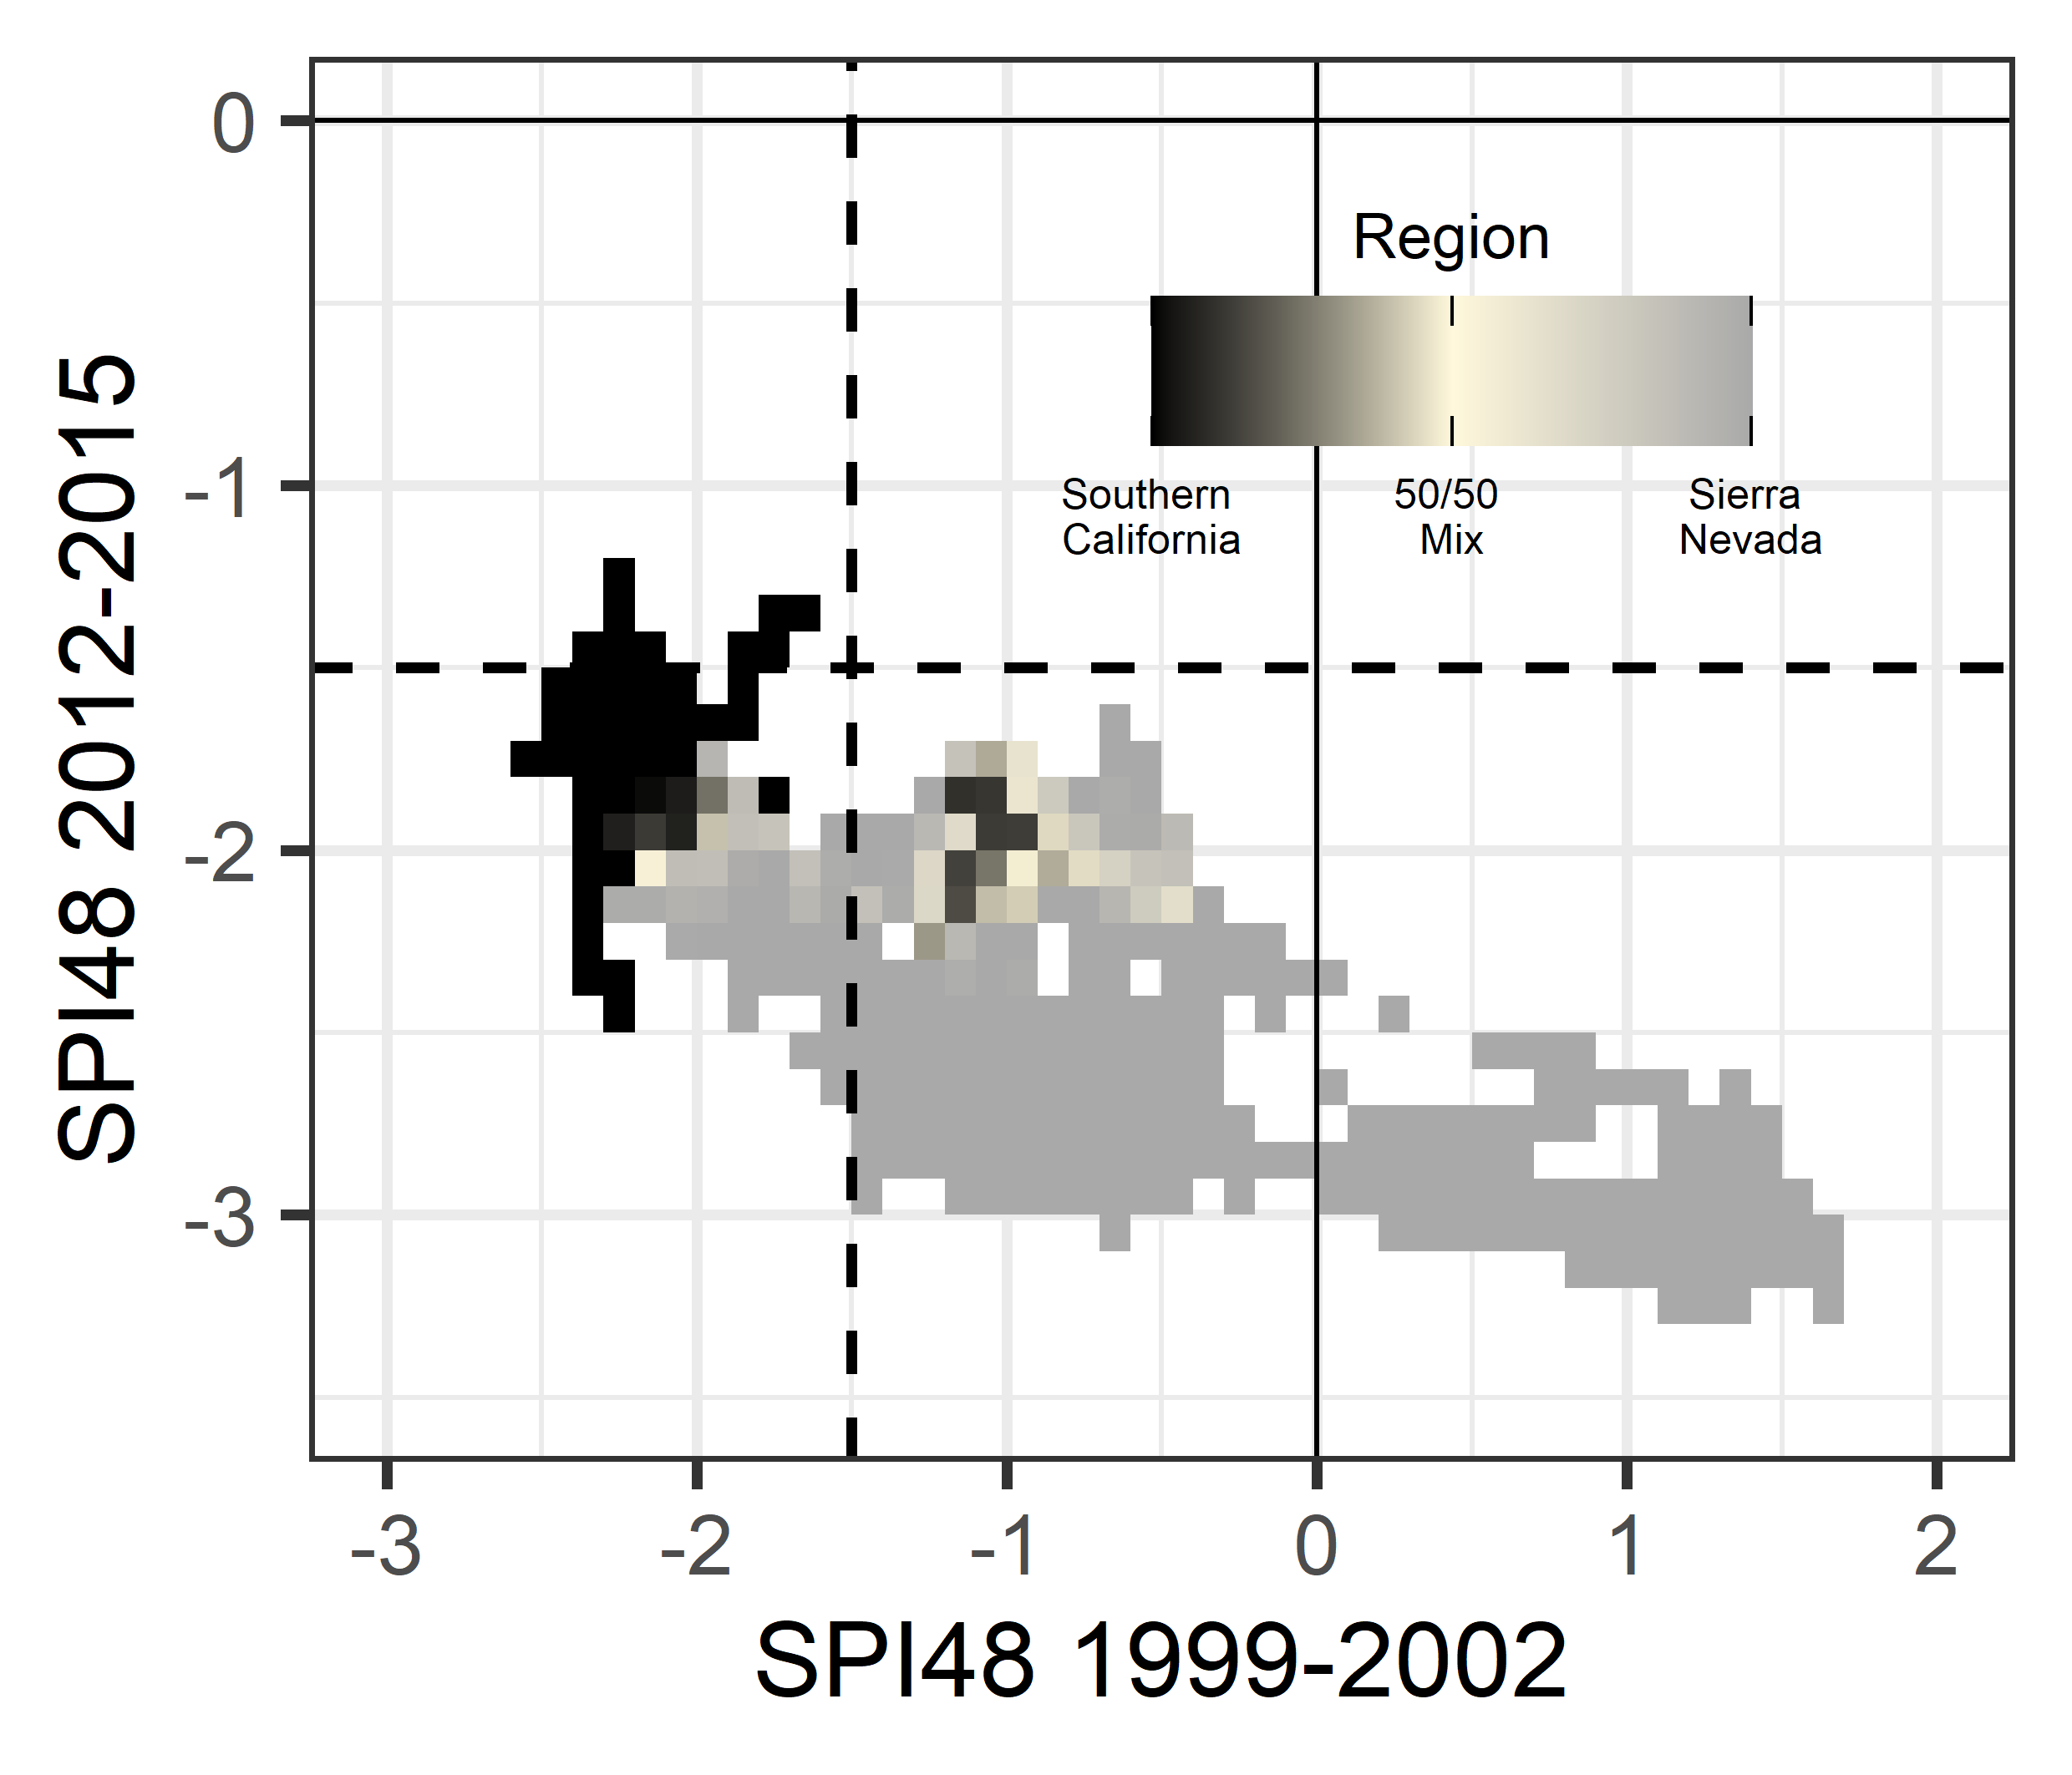 SPI48 2012-2015
0
-1
-2
-3
Region
Southern California
50/50 Mix
Sierra Nevada
-3 -2 -1 0 1 2
SPI48 1999-2002